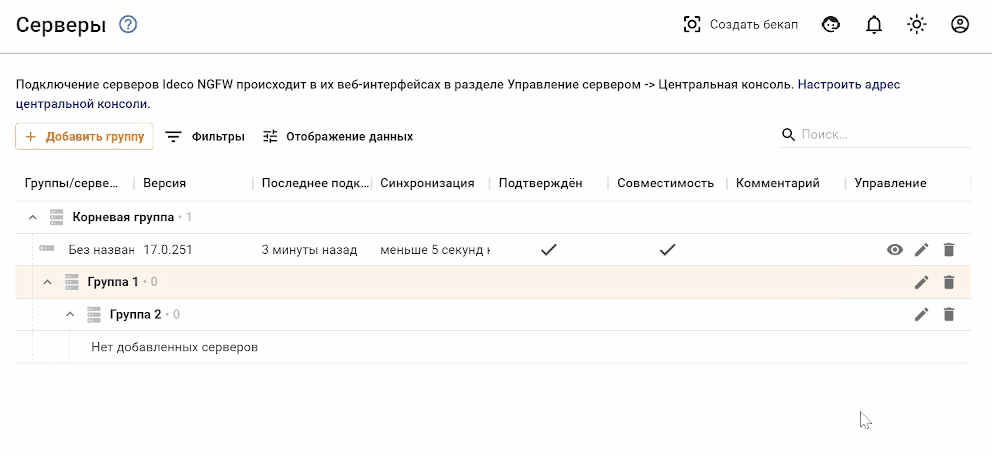 Серверы ?
Создать бекап
Подключение серверов Ideco NGFW происходит в их веб-интерфейсах в разделе Управление сервером -> Центральная консоль. Настроить адрес
центральной консоли.
+ Добавить группу Фильтры Отображение данных Поиск...
Группы/серве... Версия Последнее подк... Синхронизация Подтверждён Совместимость Комментарий Управление
Корневая группа • 1
Без назван 17.0.251 3 минуты назад меньше 5 секунд н
Группа 1 • 0
Группа 2 • 0
Нет добавленных серверов